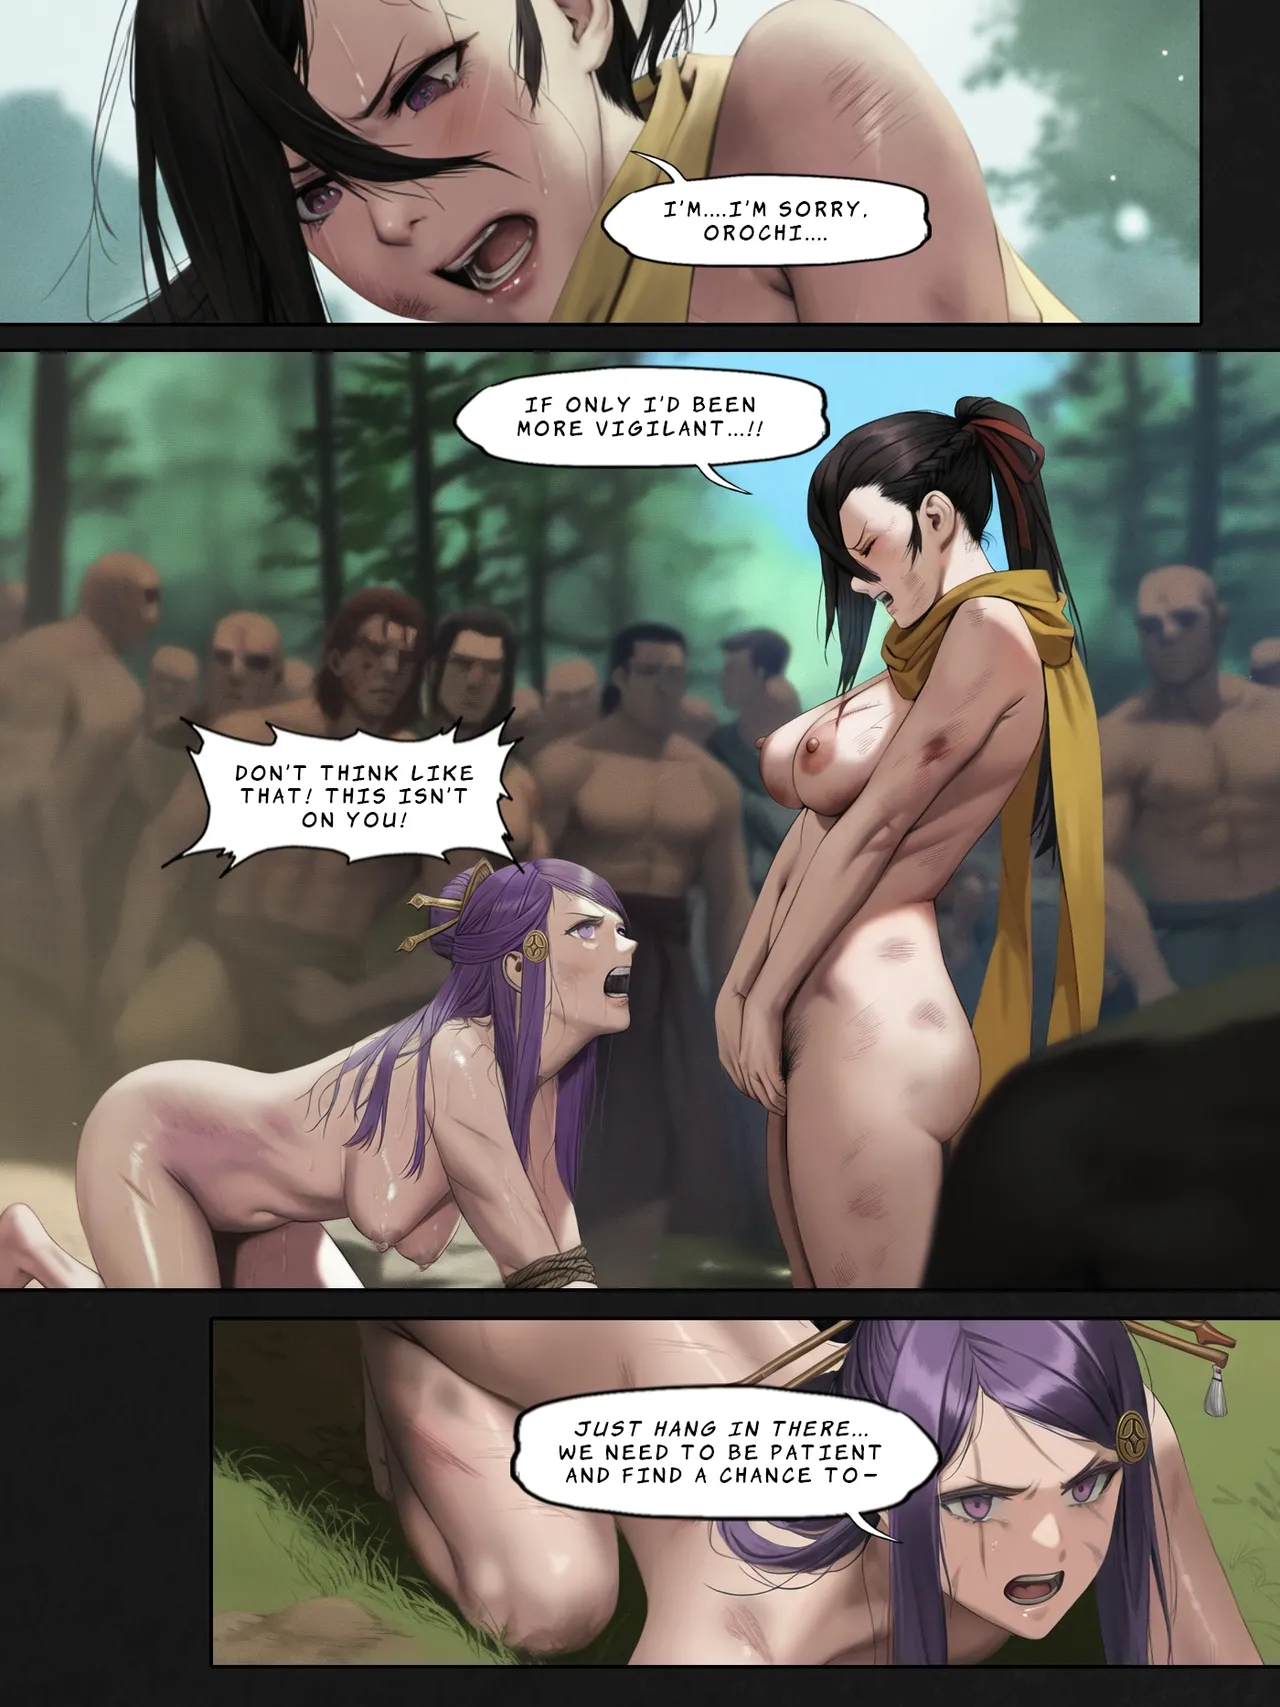 I'M....I'M SORRY,
OROCHI....
IF ONLY I'D BEEN
MORE VIGILANT...!!
DON'T THINK LIKE
THAT! THIS ISN'T
ON YOU!
JUST HANG IN THERE...
WE NEED TO BE PATIENT
AND FIND A CHANCE TO-